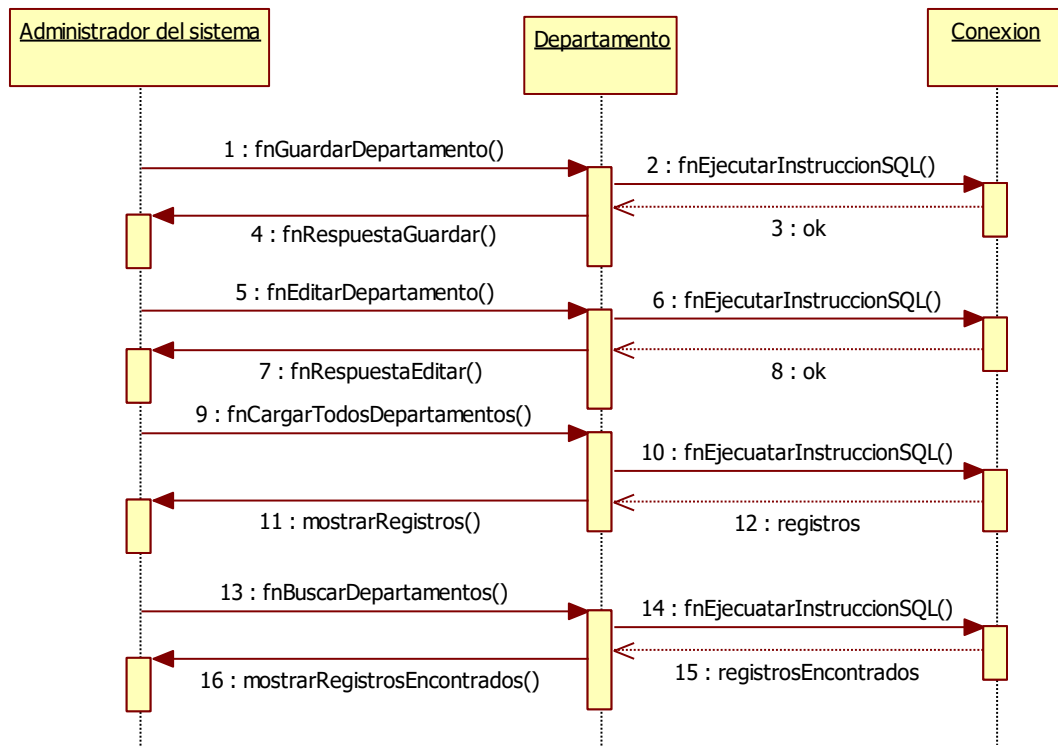 Administrador del sistema
Departamento
Conexion
1 : fnGuardarDepartamento()
2 : fnEjecutarInstruccionSQL()
3 : ok
4 : fnRespuestaGuardar()
5 : fnEditarDepartamento()
6 : fnEjecutarInstruccionSQL()
7 : fnRespuestaEditar()
8 : ok
9 : fnCargarTodosDepartamentos()
10 : fnEjecuatarInstruccionSQL()
11 : mostrarRegistros()
12 : registros
13 : fnBuscarDepartamentos()
14 : fnEjecuatarInstruccionSQL()
15 : registrosEncontrados
16 : mostrarRegistrosEncontrados()